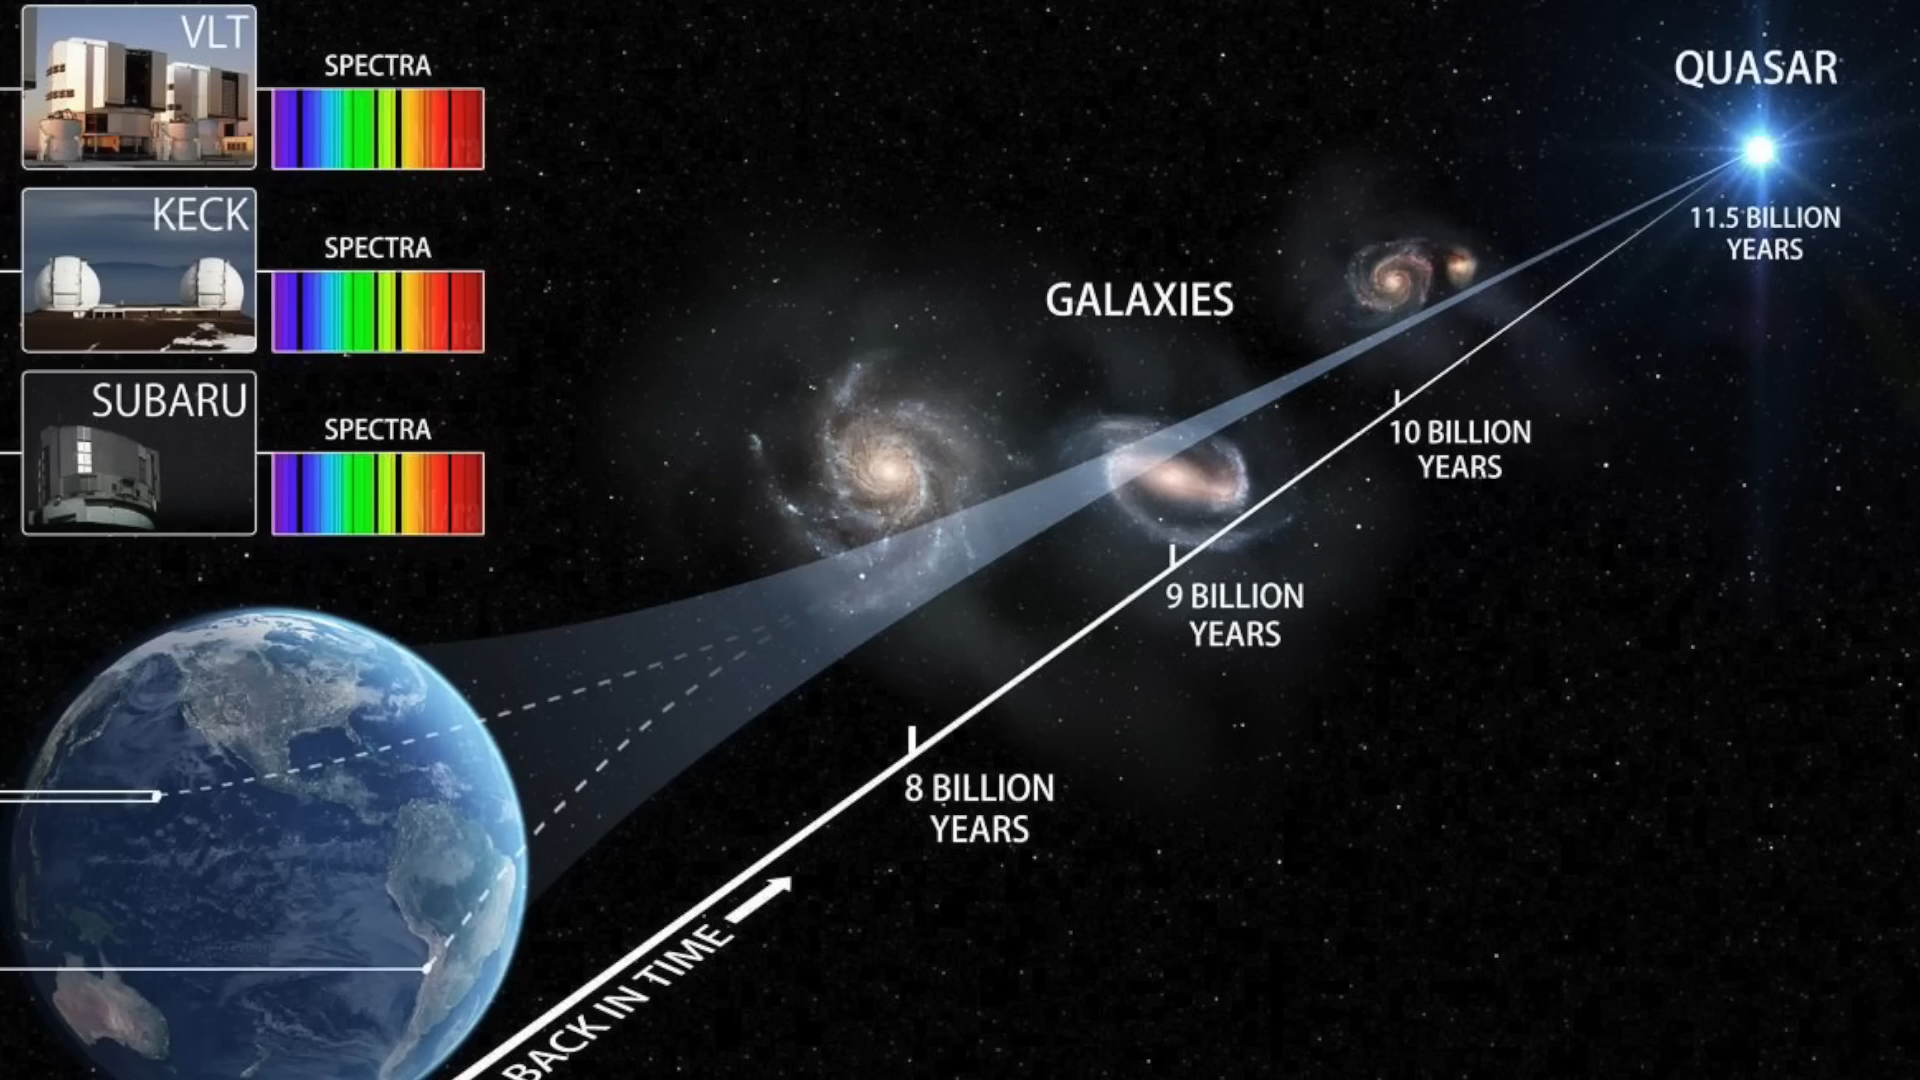 VLT
SPECTRA
KECK
SPECTRA
SUBARU
SPECTRA
QUASAR
11.5 BILLION
YEARS
GALAXIES
10 BILLION
YEARS
9 BILLION
YEARS
8 BILLION
YEARS
BACK IN TIME